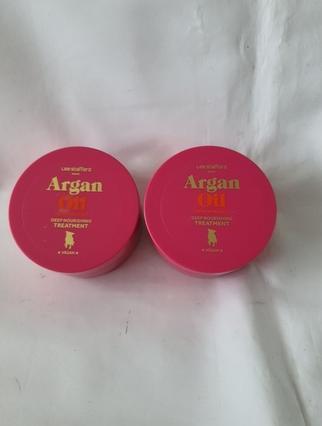 Lee Stafford
Argan
Oil
DEEP NOURISHING
TREATMENT
VEGAN
Lee Stafford
Argan
Oil
DEEP NOURISHING
TREATMENT
VEGAN